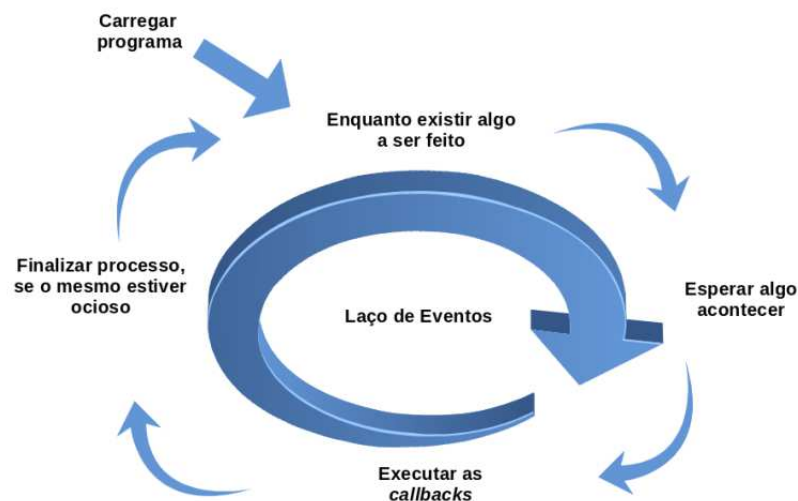 Carregar
programa
Enquanto existir algo
a ser feito
Esperar algo
acontecer
Executar as
callbacks
Finalizar processo,
se o mesmo estiver
ocioso
Laço de Eventos